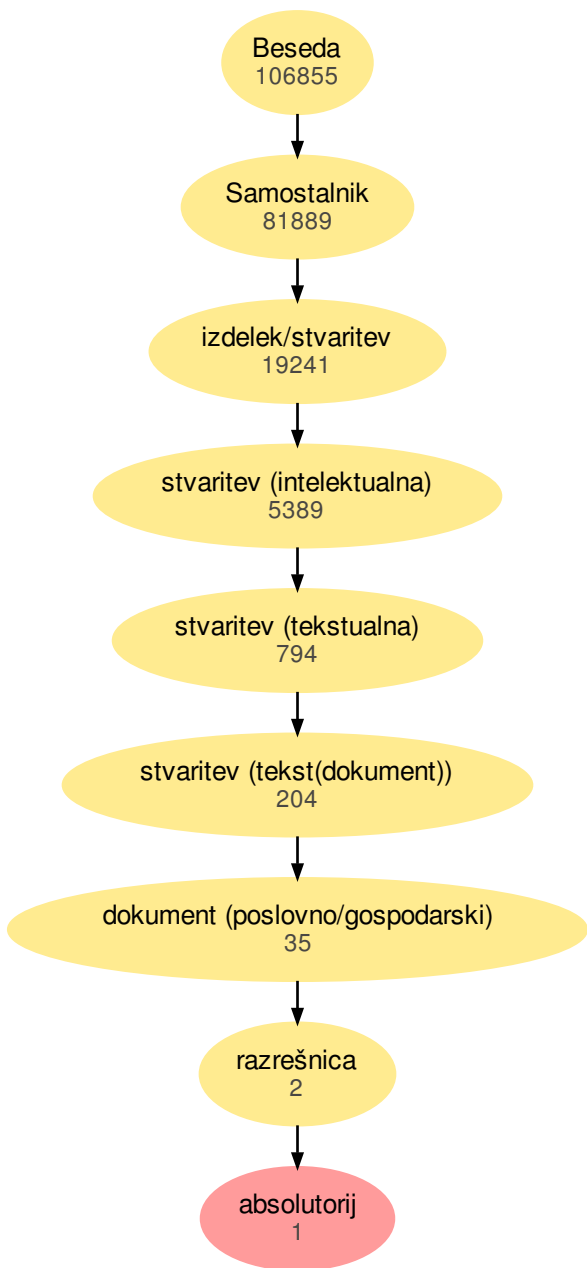 Beseda
106855
Samostalnik
81889
izdelek/stvaritev
19241
stvaritev (intelektualna)
5389
stvaritev (tekstualna)
794
stvaritev (tekst(dokument))
204
dokument (poslovno/gospodarski)
35
razrešnica
2
absolutorij
1